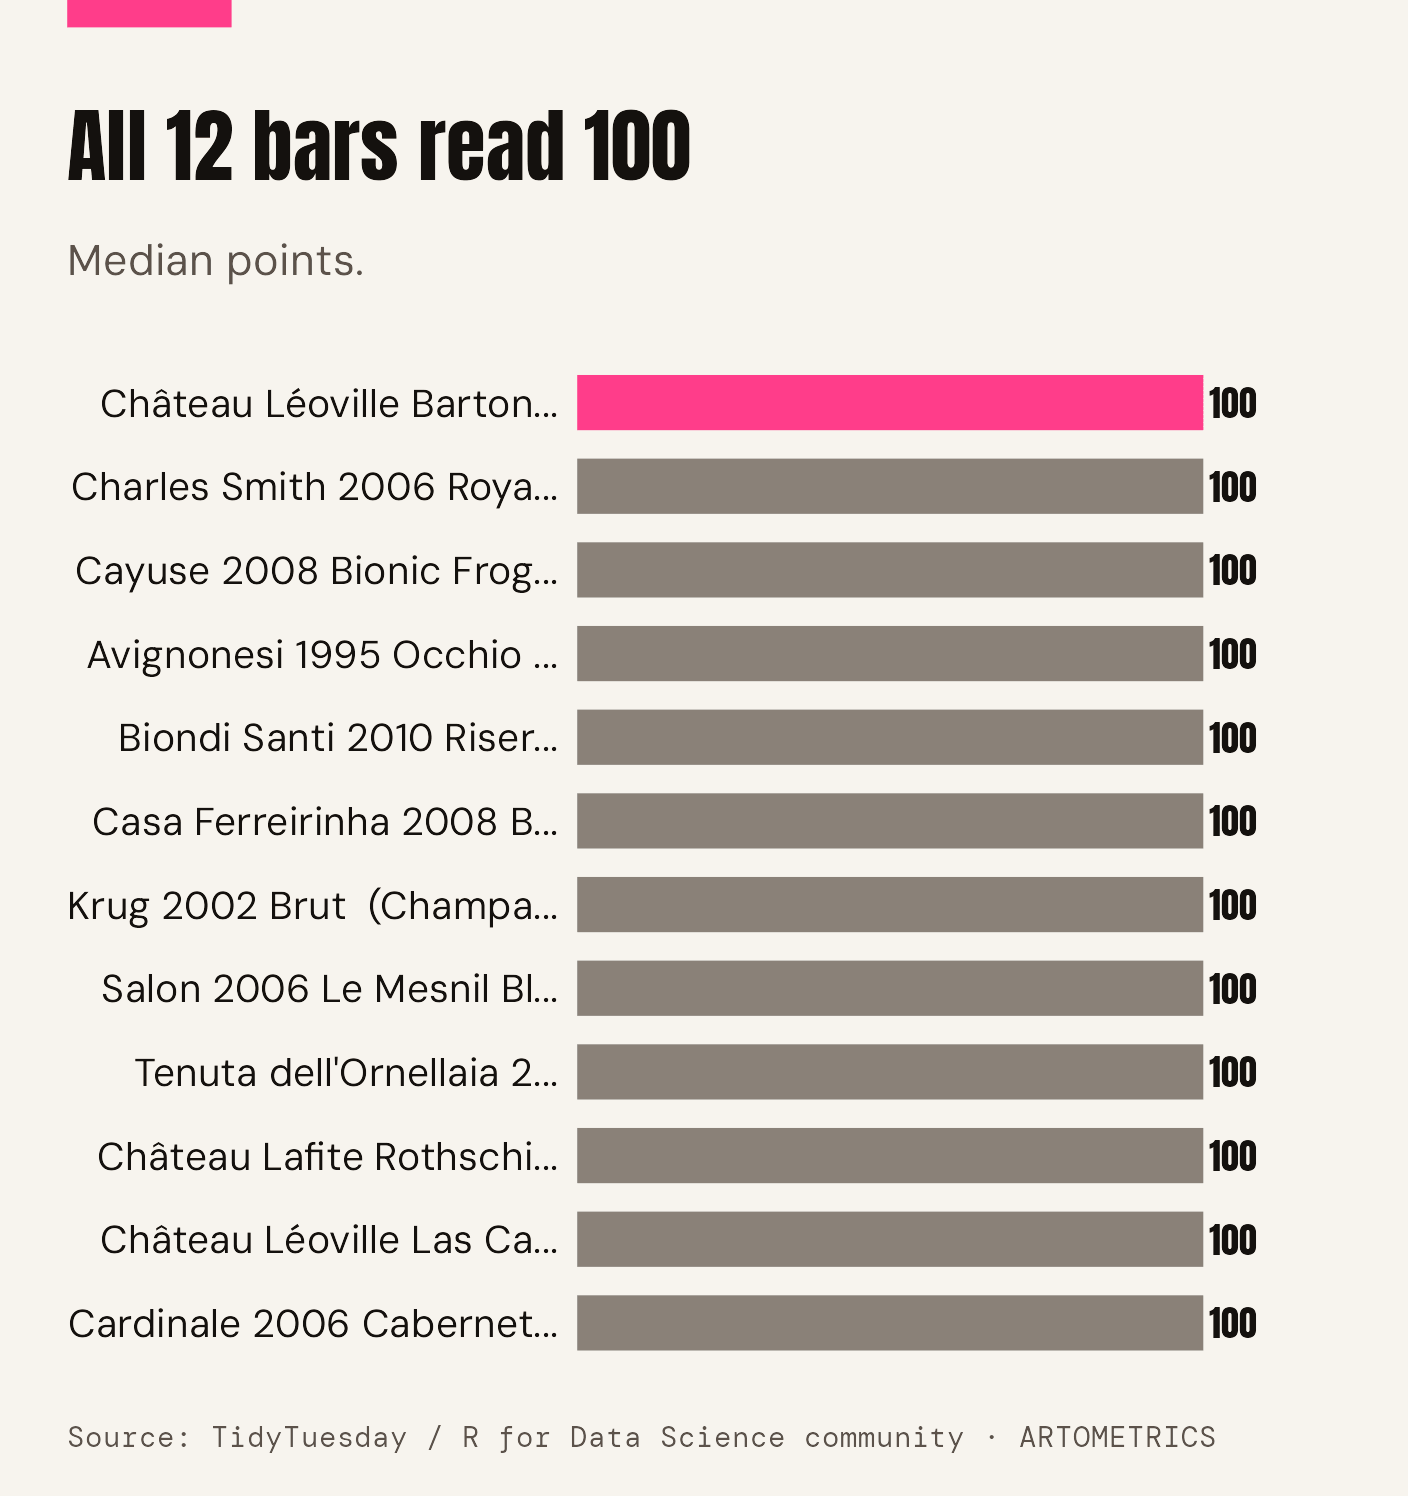 All 12 bars read 100
Median points.
Château Léoville Barton... 100
Charles Smith 2006 Roya... 100
Cayuse 2008 Bionic Frog... 100
Avignonesi 1995 Occhio ... 100
Biondi Santi 2010 Riser... 100
Casa Ferreirinha 2008 B... 100
Krug 2002 Brut  (Champa... 100
Salon 2006 Le Mesnil Bl... 100
Tenuta dell'Ornellaia 2... 100
Château Lafite Rothschi... 100
Château Léoville Las Ca... 100
Cardinale 2006 Cabernet... 100
Source: TidyTuesday / R for Data Science community · ARTOMETRICS